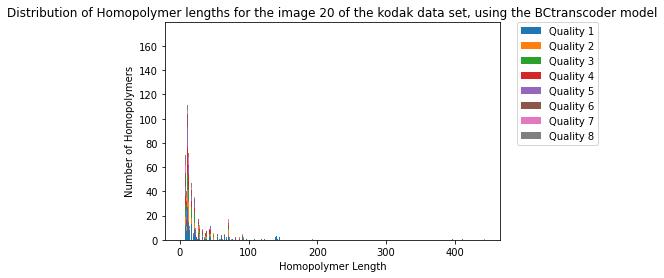 Distribution of Homopolymer lengths for the image 20 of the kodak data set, using the BCtranscoder model
Number of Homopolymers
160
140
120
100
80
60
40
20
0
0 100 200 300 400
Homopolymer Length
Quality 1
Quality 2
Quality 3
Quality 4
Quality 5
Quality 6
Quality 7
Quality 8